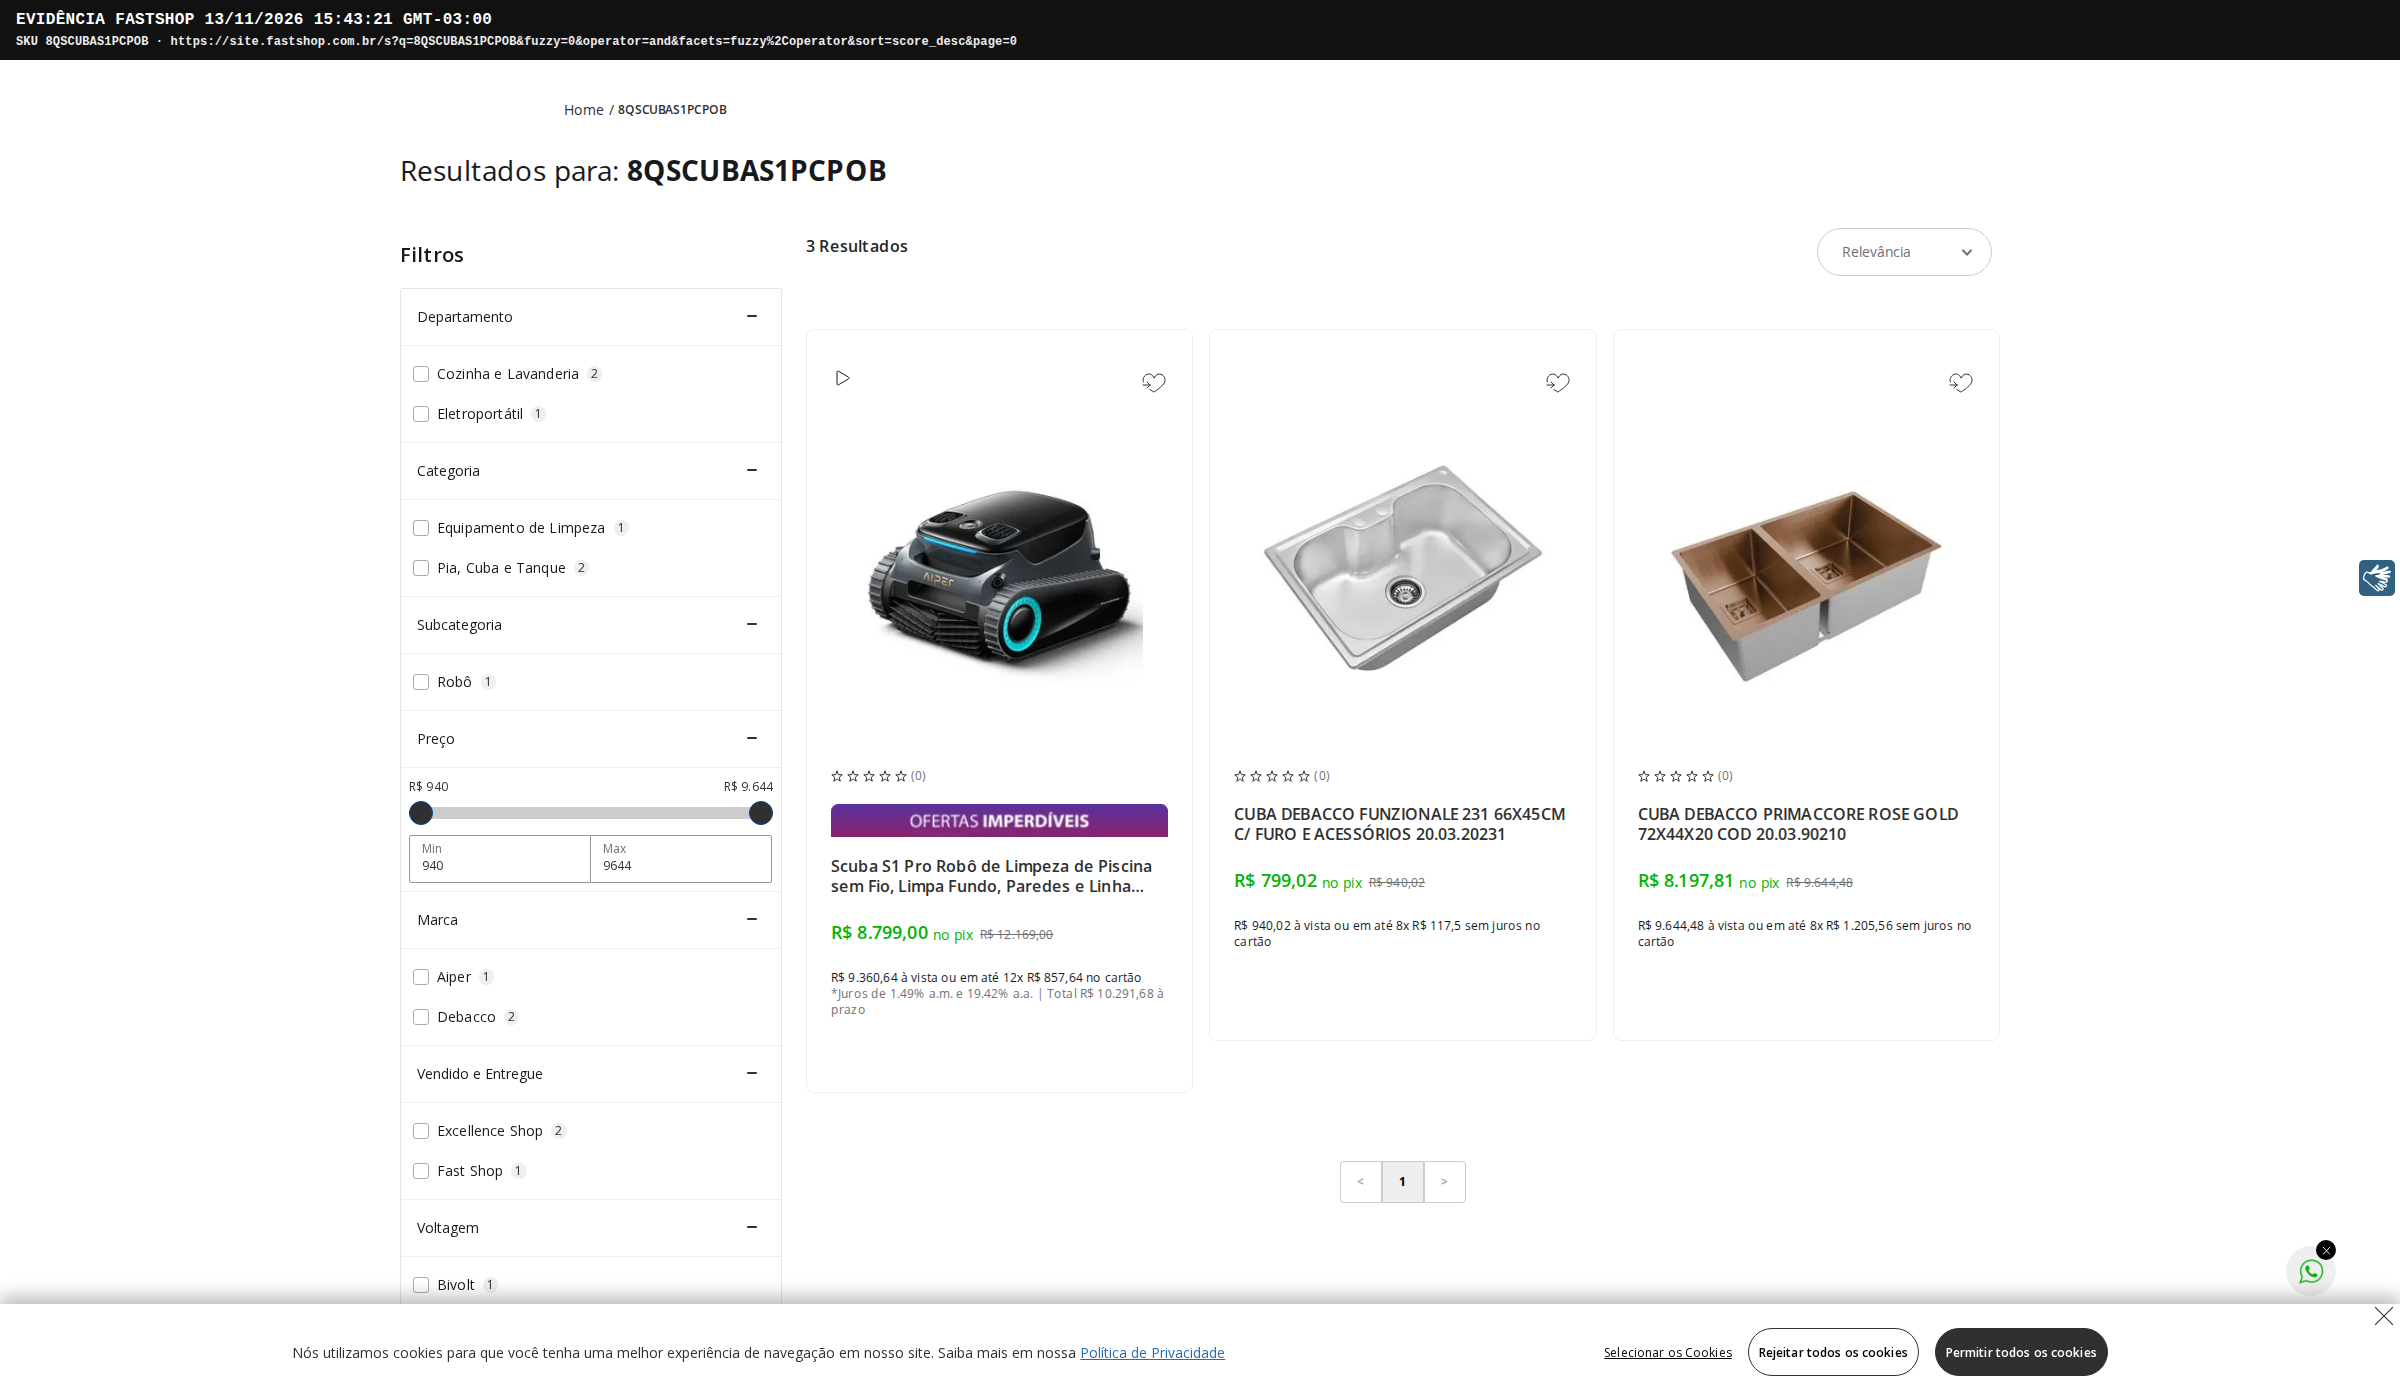 EVIDÊNCIA FASTSHOP 13/11/2026 15:43:21 GMT-03:00
SKU 8QSCUBAS1PCPOB · https://site.fastshop.com.br/s?q=8QSCUBAS1PCPOB&fuzzy=0&operator=and&facets=fuzzy%2Coperator&sort=score_desc&page=0
Home / 8QSCUBAS1PCPOB
Resultados para: 8QSCUBAS1PCPOB
Filtros
Departamento
Cozinha e Lavanderia 2
Eletroportátil 1
Categoria
Equipamento de Limpeza 1
Pia, Cuba e Tanque 2
Subcategoria
Robô 1
Preço
R$ 940
R$ 9.644
Min
940
Max
9644
Marca
Aiper 1
Debacco 2
Vendido e Entregue
Excellence Shop 2
Fast Shop 1
Voltagem
Bivolt 1
3 Resultados
Relevância
AIPER
(0)
OFERTAS IMPERDÍVEIS
Scuba S1 Pro Robô de Limpeza de Piscina
sem Fio, Limpa Fundo, Paredes e Linha...
R$ 8.799,00 no pix R$ 12.169,00
R$ 9.360,64 à vista ou em até 12x R$ 857,64 no cartão
*Juros de 1.49% a.m. e 19.42% a.a. | Total R$ 10.291,68 à
prazo
(0)
CUBA DEBACCO FUNZIONALE 231 66X45CM
C/ FURO E ACESSÓRIOS 20.03.20231
R$ 799,02 no pix R$ 940,02
R$ 940,02 à vista ou em até 8x R$ 117,5 sem juros no
cartão
(0)
CUBA DEBACCO PRIMACCORE ROSE GOLD
72X44X20 COD 20.03.90210
R$ 8.197,81 no pix R$ 9.644,48
R$ 9.644,48 à vista ou em até 8x R$ 1.205,56 sem juros no
cartão
< 1 >
Nós utilizamos cookies para que você tenha uma melhor experiência de navegação em nosso site. Saiba mais em nossa Política de Privacidade
Selecionar os Cookies
Rejeitar todos os cookies
Permitir todos os cookies